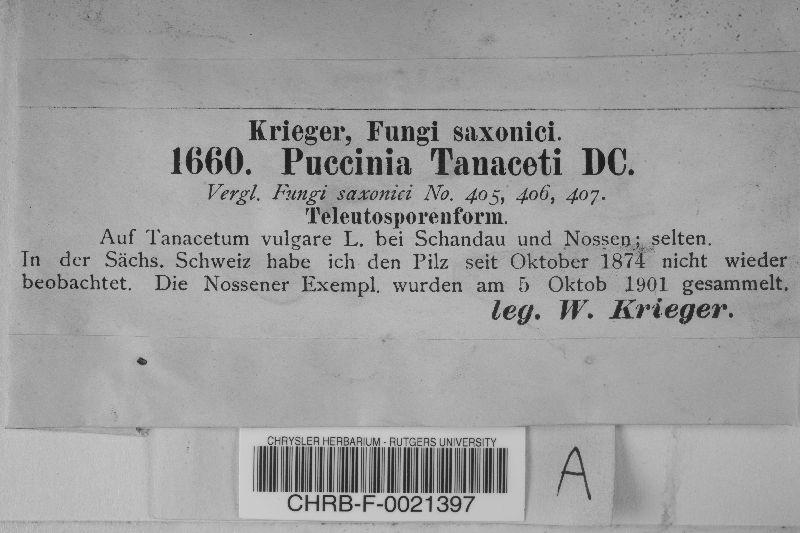 Krieger, Fungi saxonici.
1660. Puccinia Tanaceti DC.
Vergl. Fungi saxonici No. 405, 406, 407.
Teleutosporenform.
Auf Tanacetum vulgare L. bei Schandau und Nossen; selten.
In der Sächs. Schweiz habe ich den Pilz seit Oktober 1874 nicht wieder
beobachtet. Die Nossener Exempl. wurden am 5 Oktob 1901 gesammelt.
leg. W. Krieger.
CHRYSLER HERBARIUM - RUTGERS UNIVERSITY
CHRB-F-0021397
A